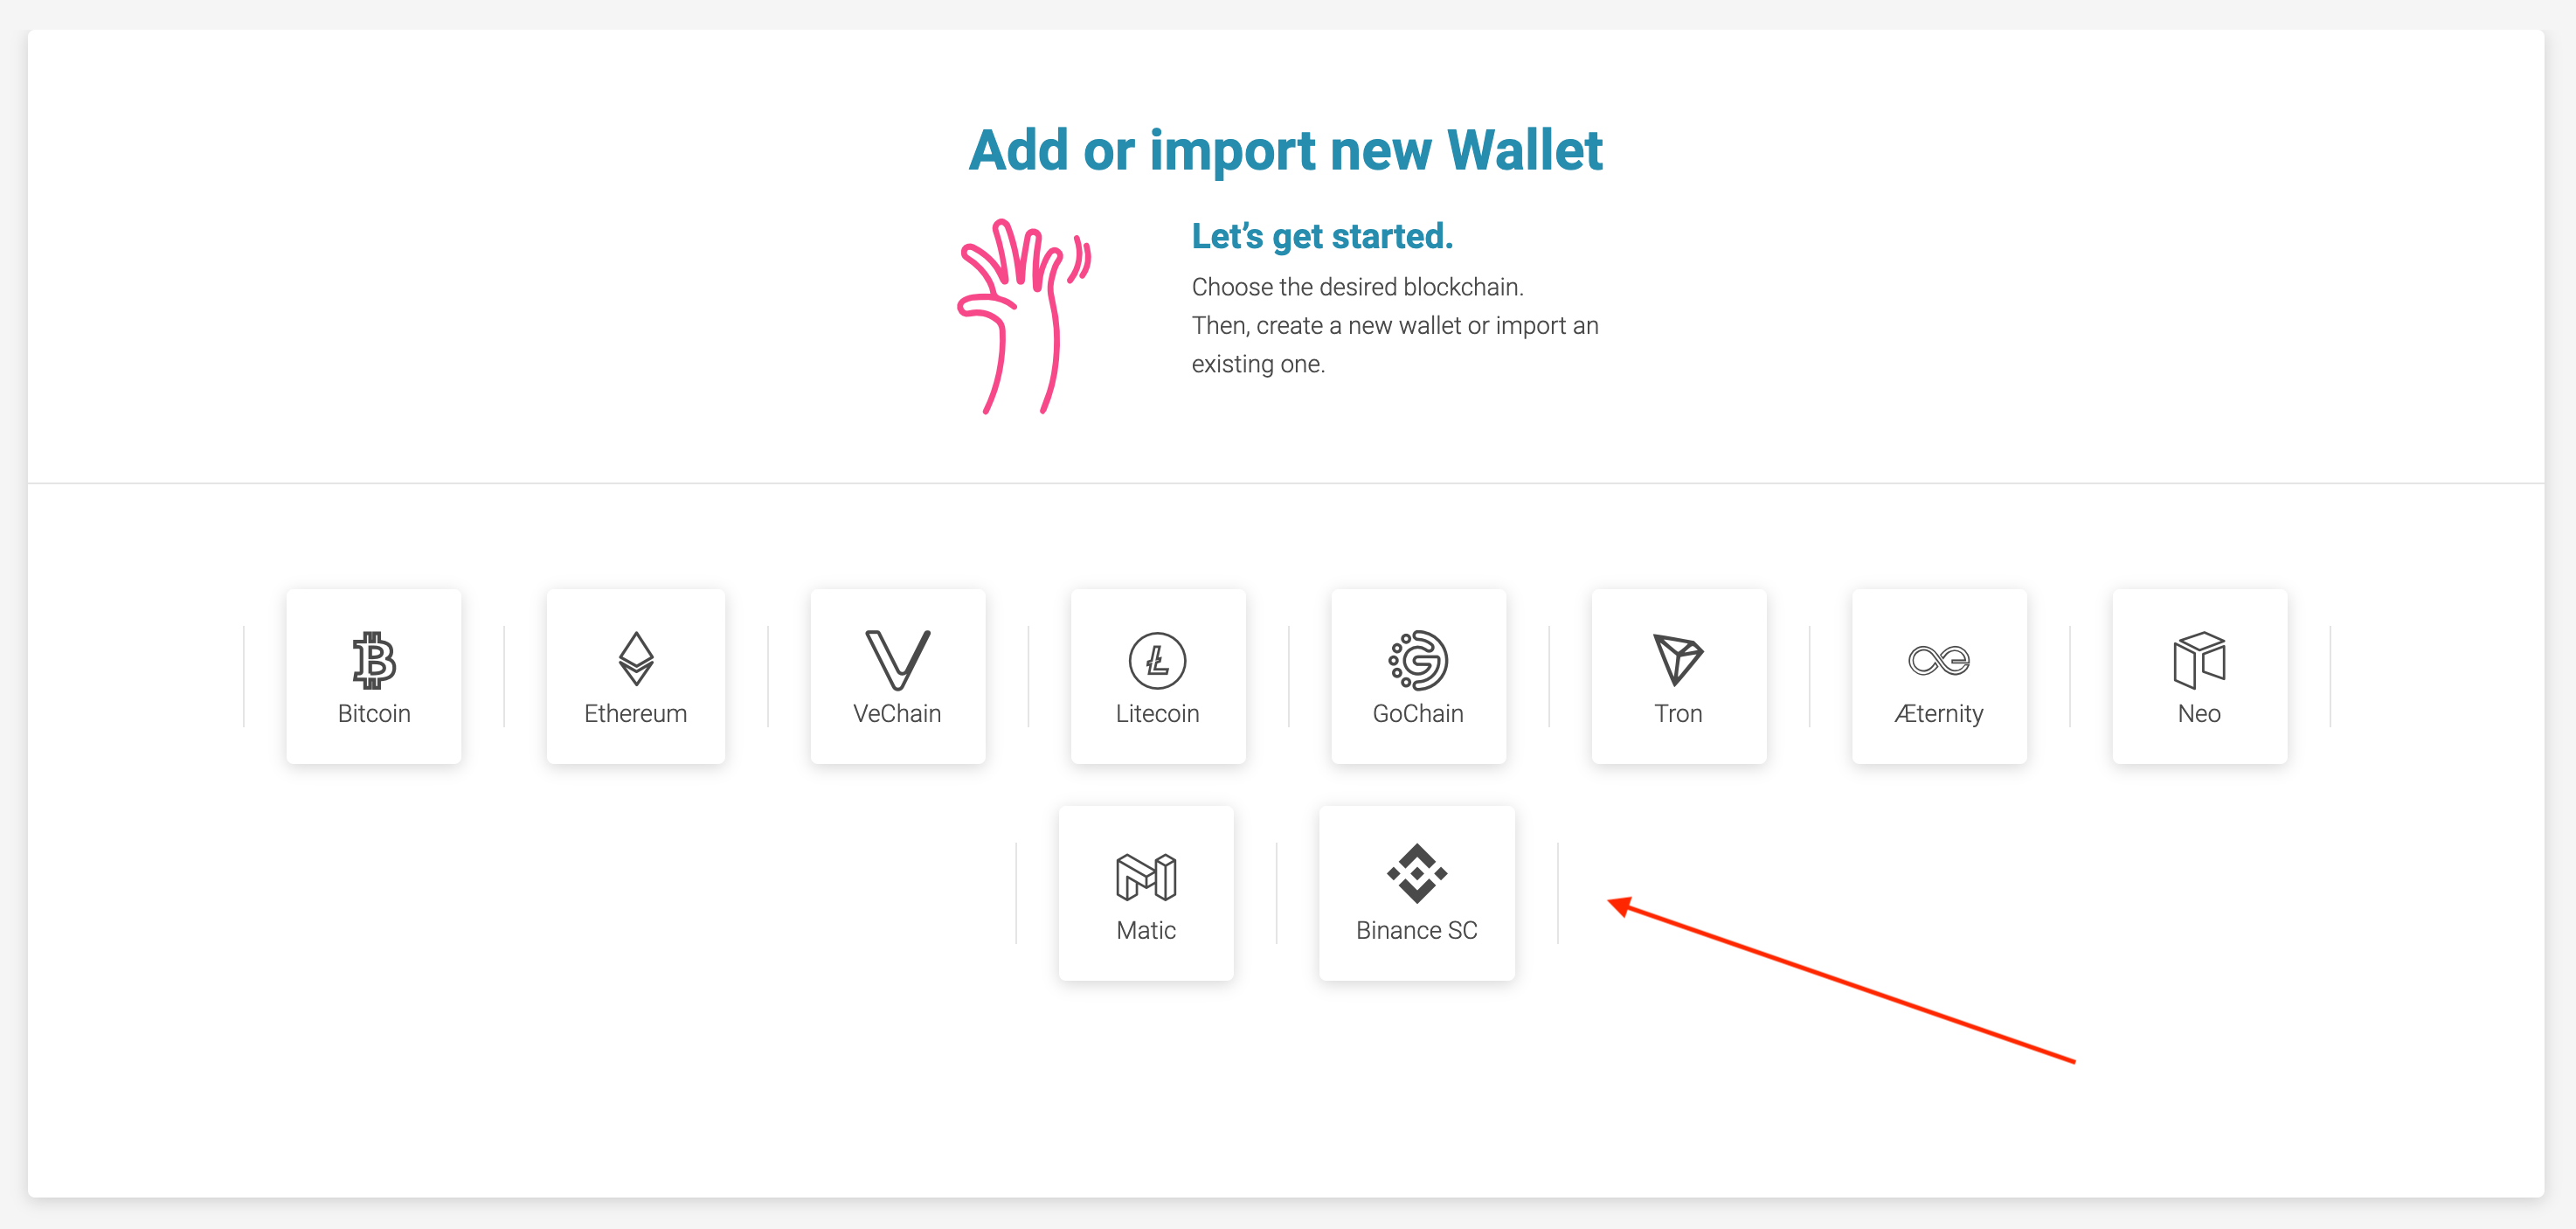 Add or import new Wallet
Let’s get started.
Choose the desired blockchain.
Then, create a new wallet or import an
existing one.
Bitcoin
Ethereum
VeChain
Litecoin
GoChain
Tron
Æternity
Neo
Matic
Binance SC